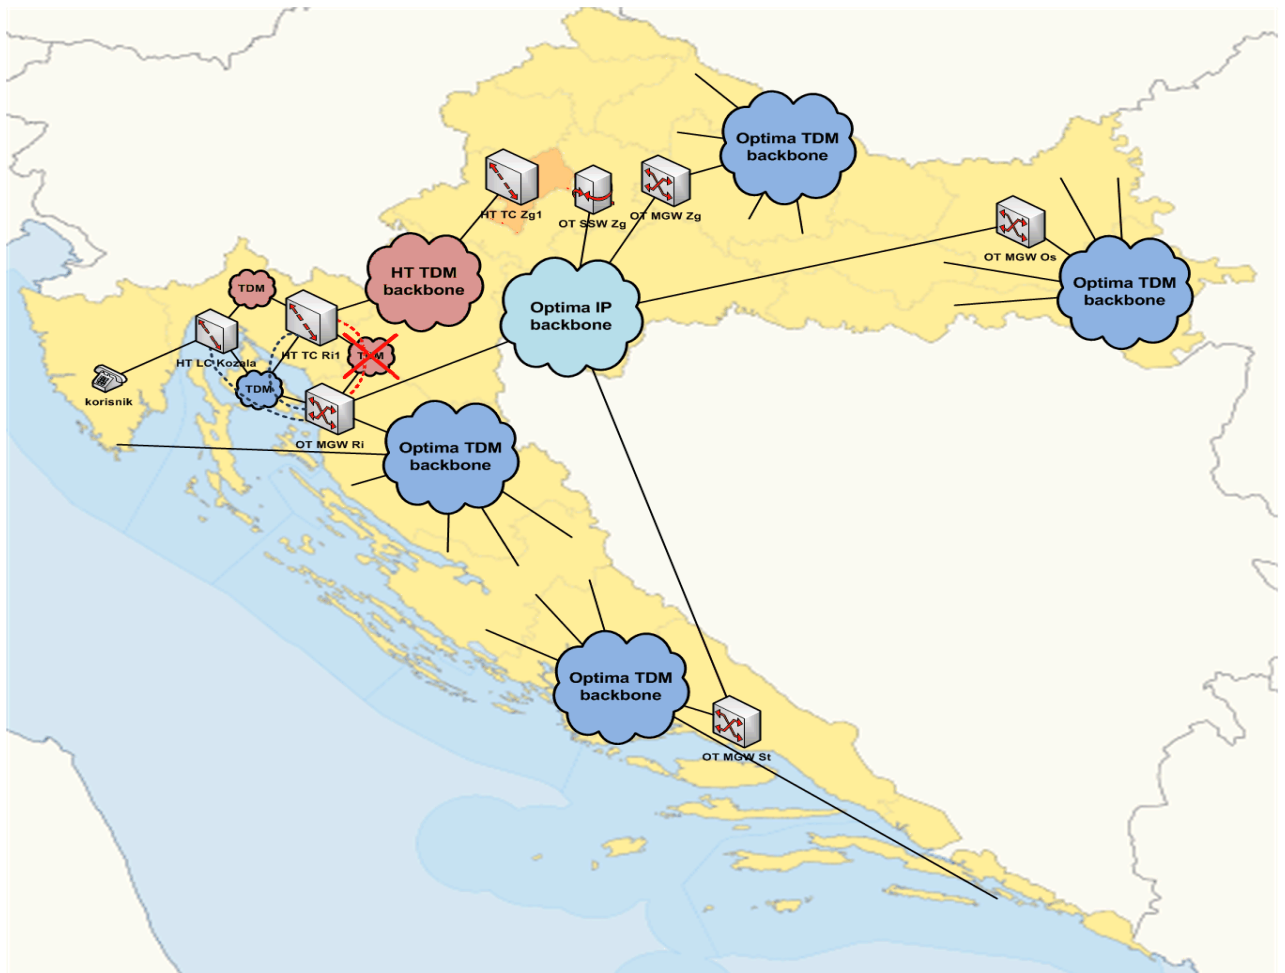 Optima TDM
backbone
HT TC Zg1
OT SSW Zg
OT MGW Zg
OT MGW Os
HT TDM
backbone
Optima TDM
backbone
TDM
Optima IP
backbone
HT LC Kozala
HT TC Ri1
TDM
korisnik
TDM
OT MGW Ri
Optima TDM
backbone
Optima TDM
backbone
OT MGW St